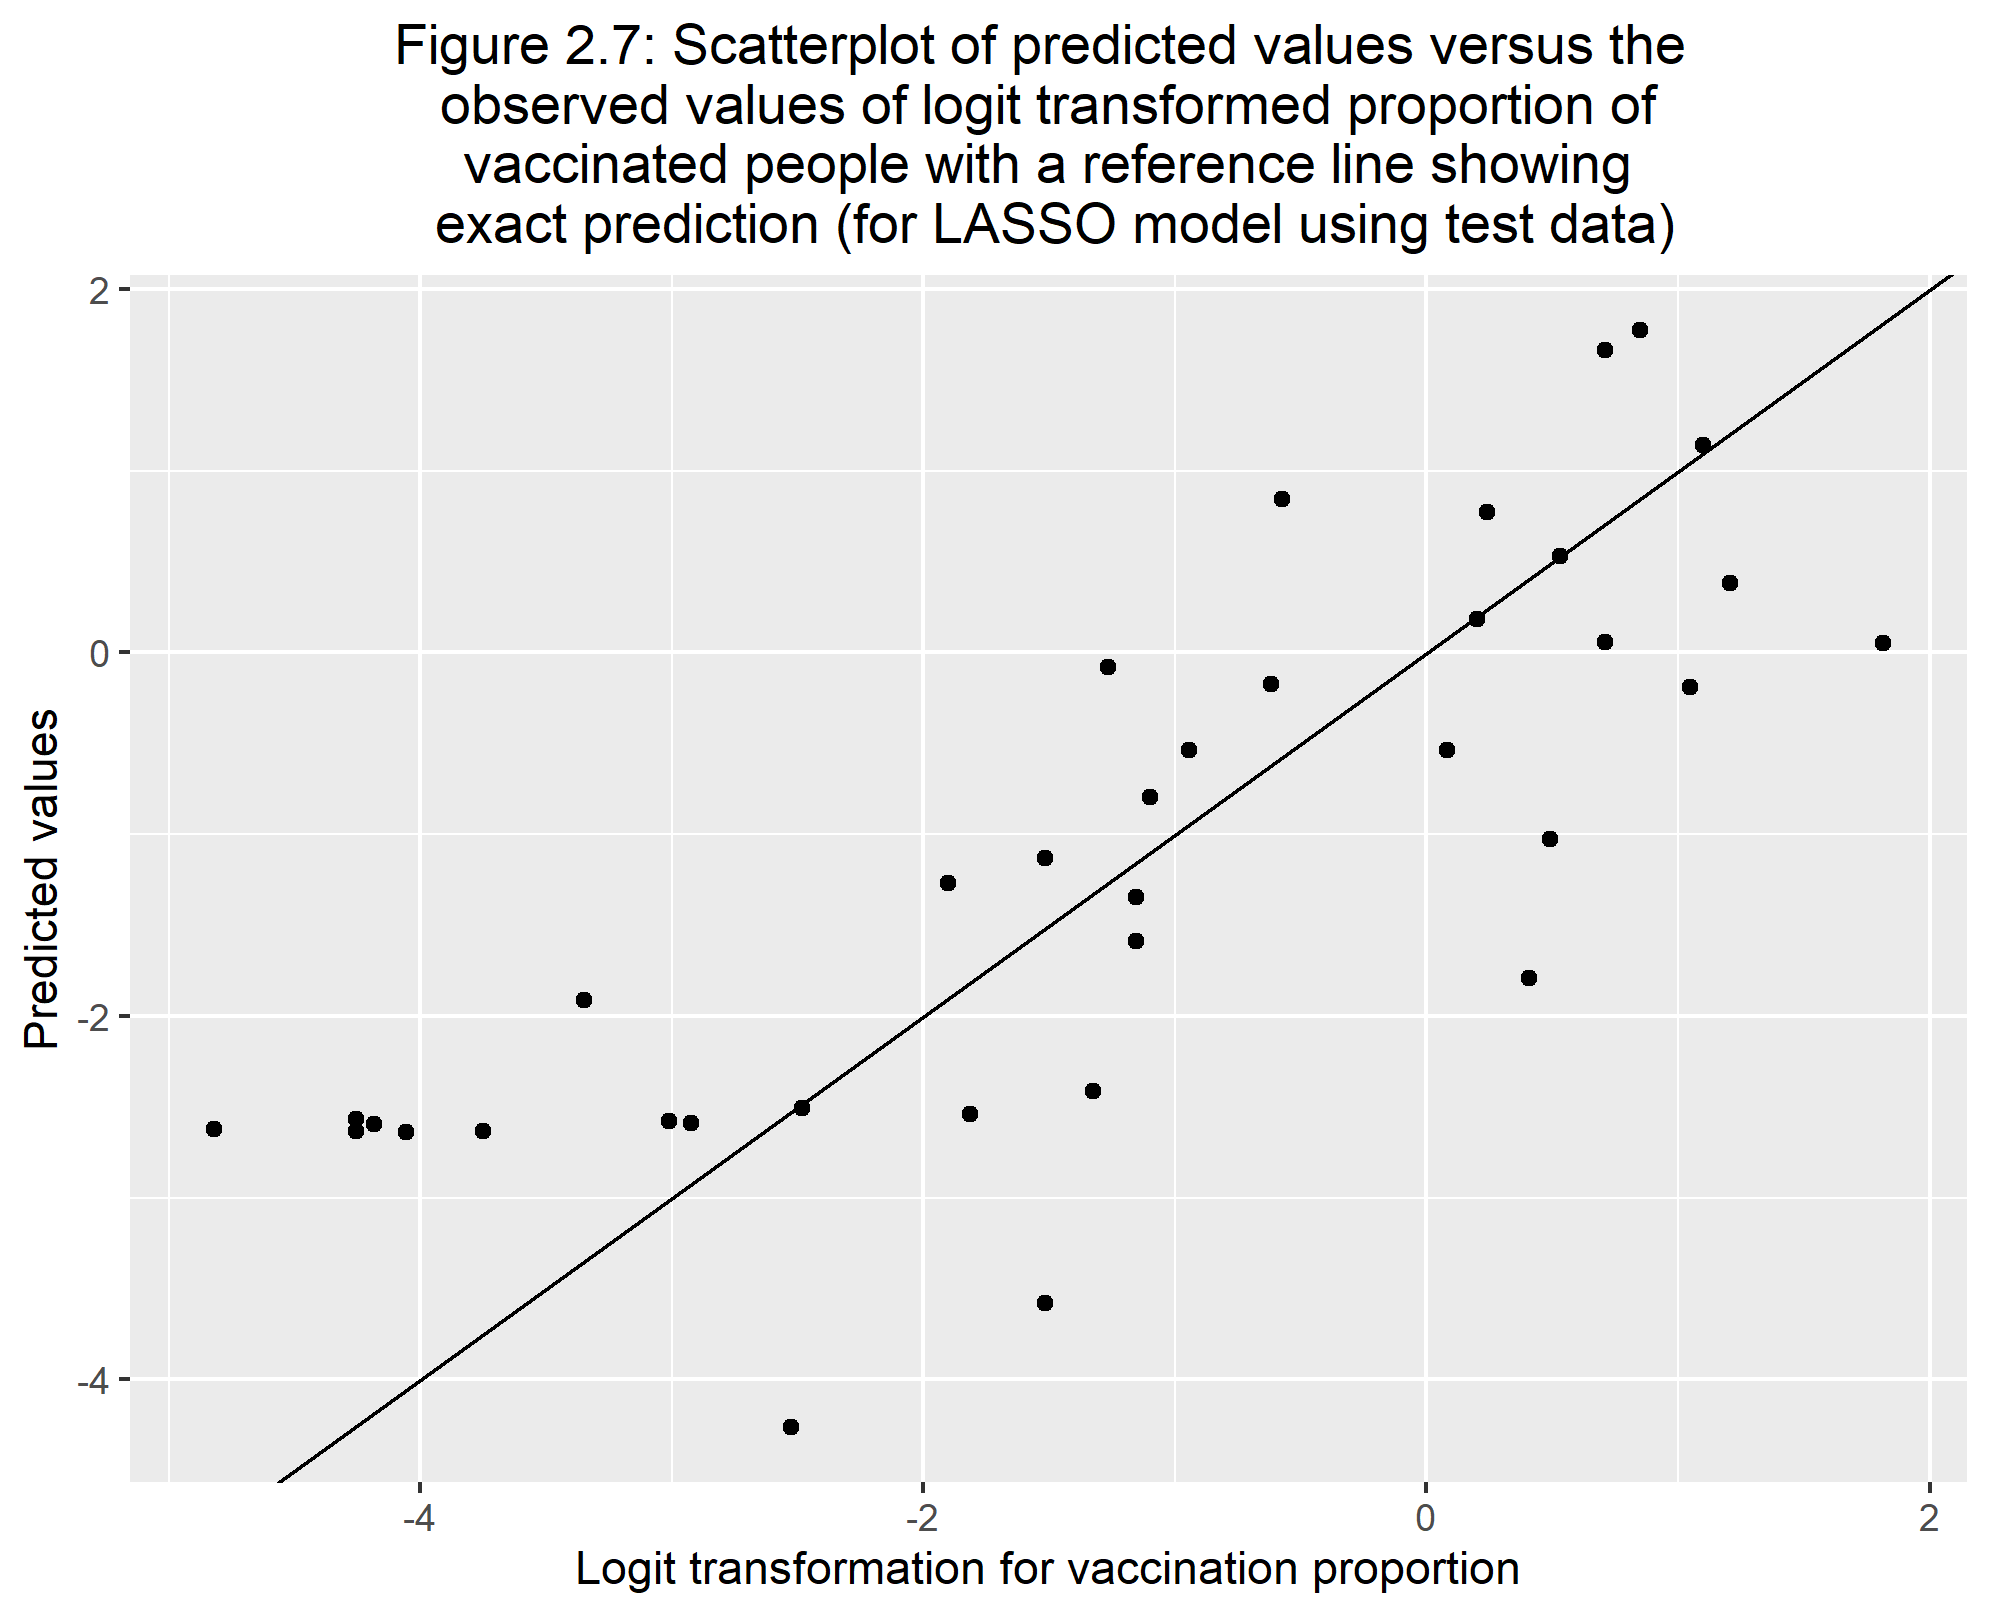 Figure 2.7: Scatterplot of predicted values versus the
observed values of logit transformed proportion of
vaccinated people with a reference line showing
exact prediction (for LASSO model using test data)
2
0
-2
-4
Predicted values
-4
-2
0
2
Logit transformation for vaccination proportion